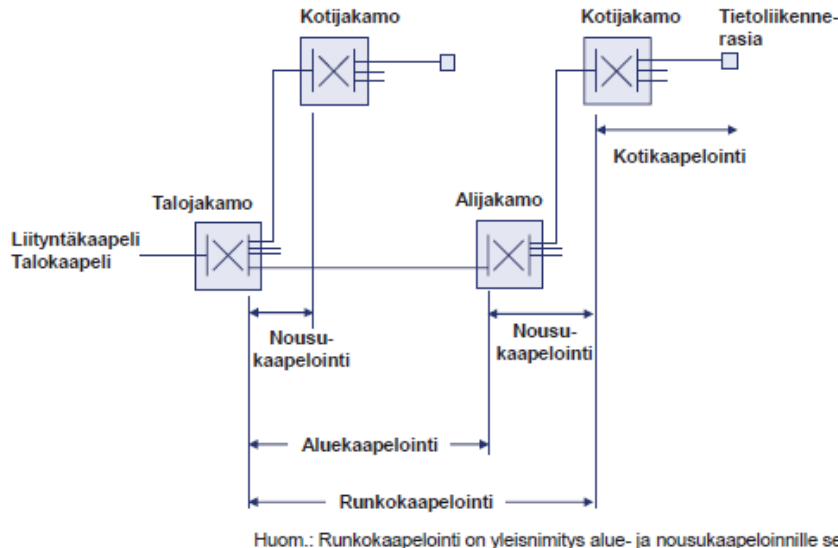 Kotijakamo
Kotijakamo
Tietoliikenne-
rasia
Kotikaapelointi
Talojakamo
Alijakamo
Liityntäkaapeli
Talokaapeli
Nousu-
kaapelointi
Nousu-
kaapelointi
Aluekaapelointi
Runkokaapelointi
Huom.: Runkokaapelointi on yleisnimitys alue- ja nousukaapeloinnille se